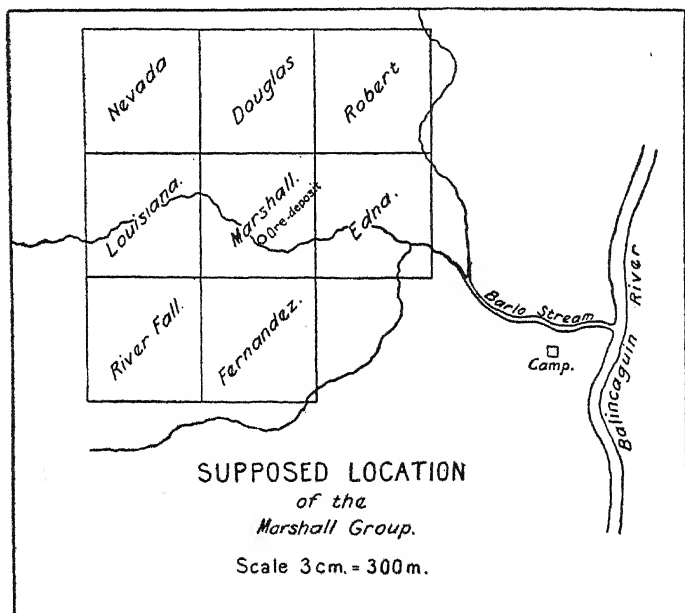 Nevada
Douglas
Robert
Louisiana.
Marshall.
Ore-deposit
Edna.
River Fall.
Fernandez.
Barlo Stream
Camp.
Balincaguin River
SUPPOSED LOCATION
of the
Marshall Group.
Scale 3 cm. = 300 m.